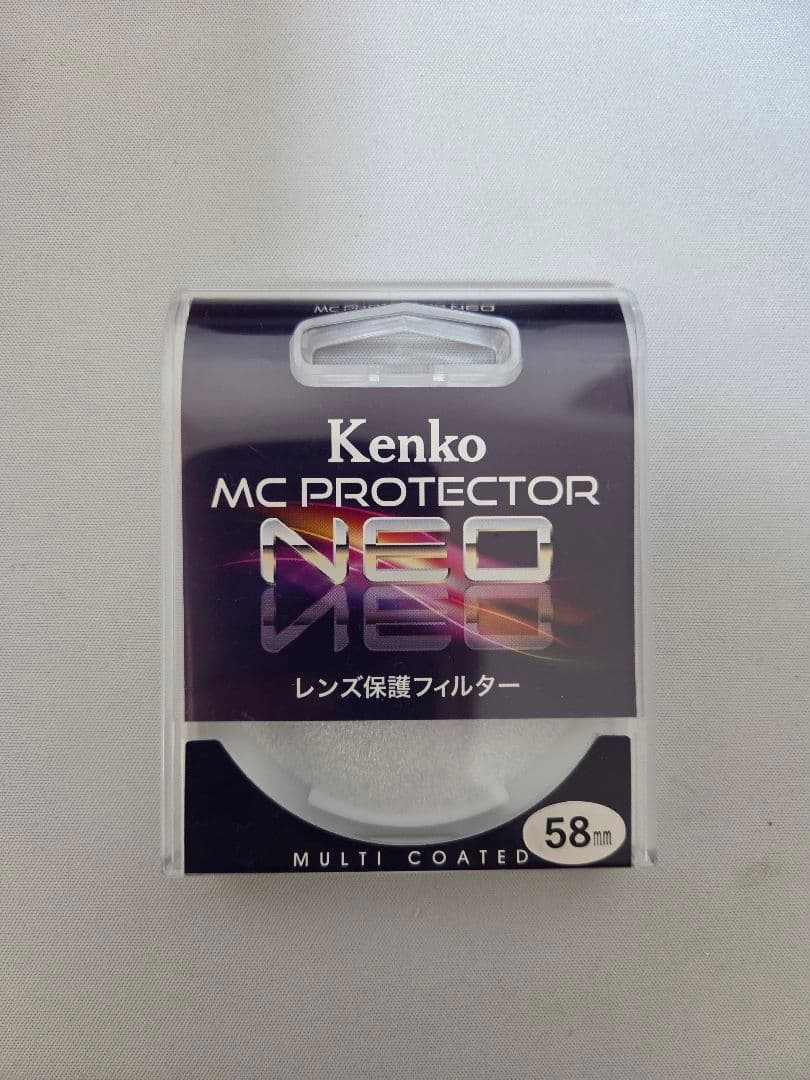 MC PROTECTOR NEO
Kenko
MC PROTECTOR
NEO
レンズ保護フィルター
58mm
MULTI COATED